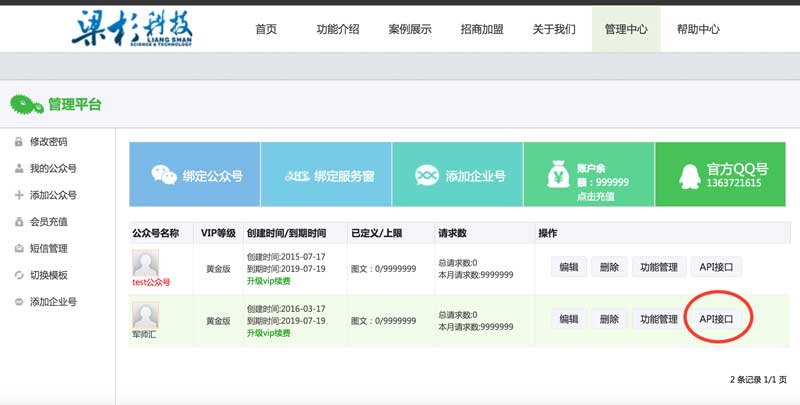 梁杉科技
LIANG SHAN
SCIENCE & TECHNOLOGY
首页 功能介绍 案例展示 招商加盟 关于我们 管理中心 帮助中心
管理平台
修改密码
我的公众号
添加公众号
会员充值
短信管理
切换模板
添加企业号
绑定公众号
绑定服务窗
添加企业号
账户余
额：999999
点击充值
官方QQ号
1363721615
公众号名称 VIP等级 创建时间/到期时间 已定义/上限 请求数 操作
test公众号
黄金版
创建时间:2015-07-17
到期时间:2019-07-19
升级vip续费
图文：0/9999999
总请求数:0
本月请求数:9999999
编辑 删除 功能管理 API接口
军师汇
黄金版
创建时间:2016-03-17
到期时间:2019-07-19
升级vip续费
图文：0/9999999
总请求数:0
本月请求数:9999999
编辑 删除 功能管理 API接口
2 条记录 1/1 页